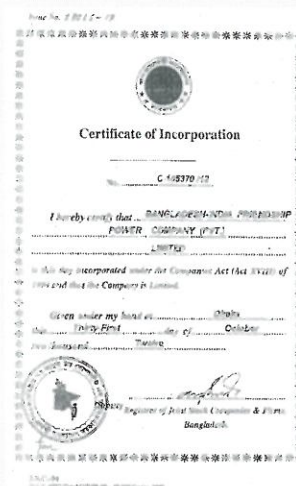 Certificate of Incorporation
No. C-105370/12
I hereby certify that ... BANGLADESH-INDIA FRIENDSHIP
POWER COMPANY (PVT.)
LIMITED
is this day incorporated under the Companies Act (Act XVIII) of
1994 and that the Company is Limited.
Given under my hand at Dhaka
this Thirty First day of October
two thousand Twelve
Deputy Registrar of Joint Stock Companies & Firms
Bangladesh